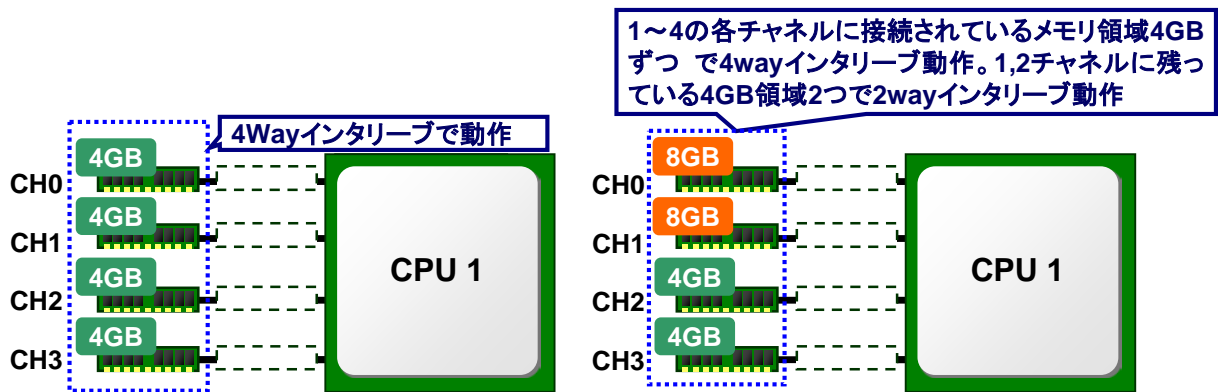 1～4の各チャネルに接続されているメモリ領域4GB
ずつ で4wayインタリーブ動作。1,2チャネルに残っ
ている4GB領域2つで2wayインタリーブ動作
4Wayインタリーブで動作
4GB
CH0
4GB
CH1
4GB
CH2
4GB
CH3
CPU 1
8GB
CH0
8GB
CH1
4GB
CH2
4GB
CH3
CPU 1